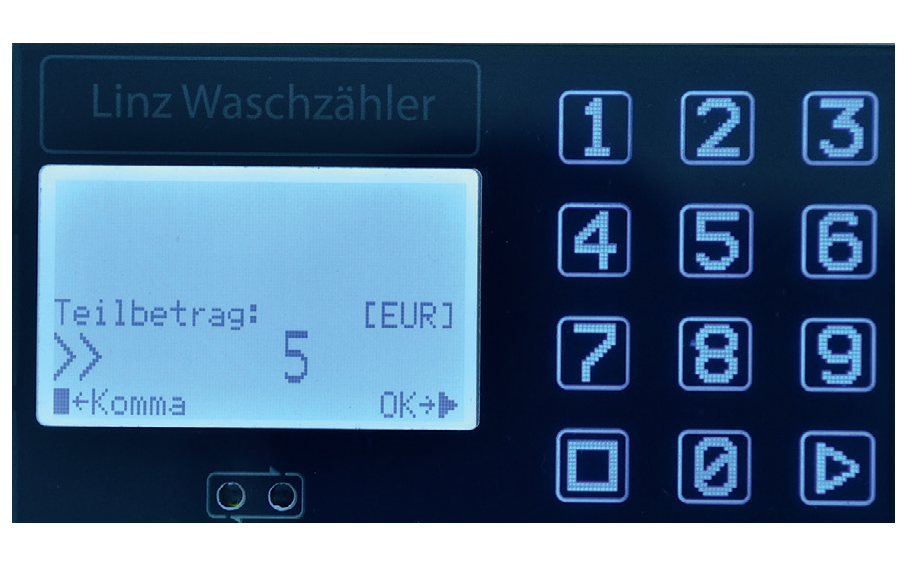 Linz Waschzähler
Teilbetrag: [EUR]
>> 5
←Komma OK→
1 2 3
4 5 6
7 8 9
0